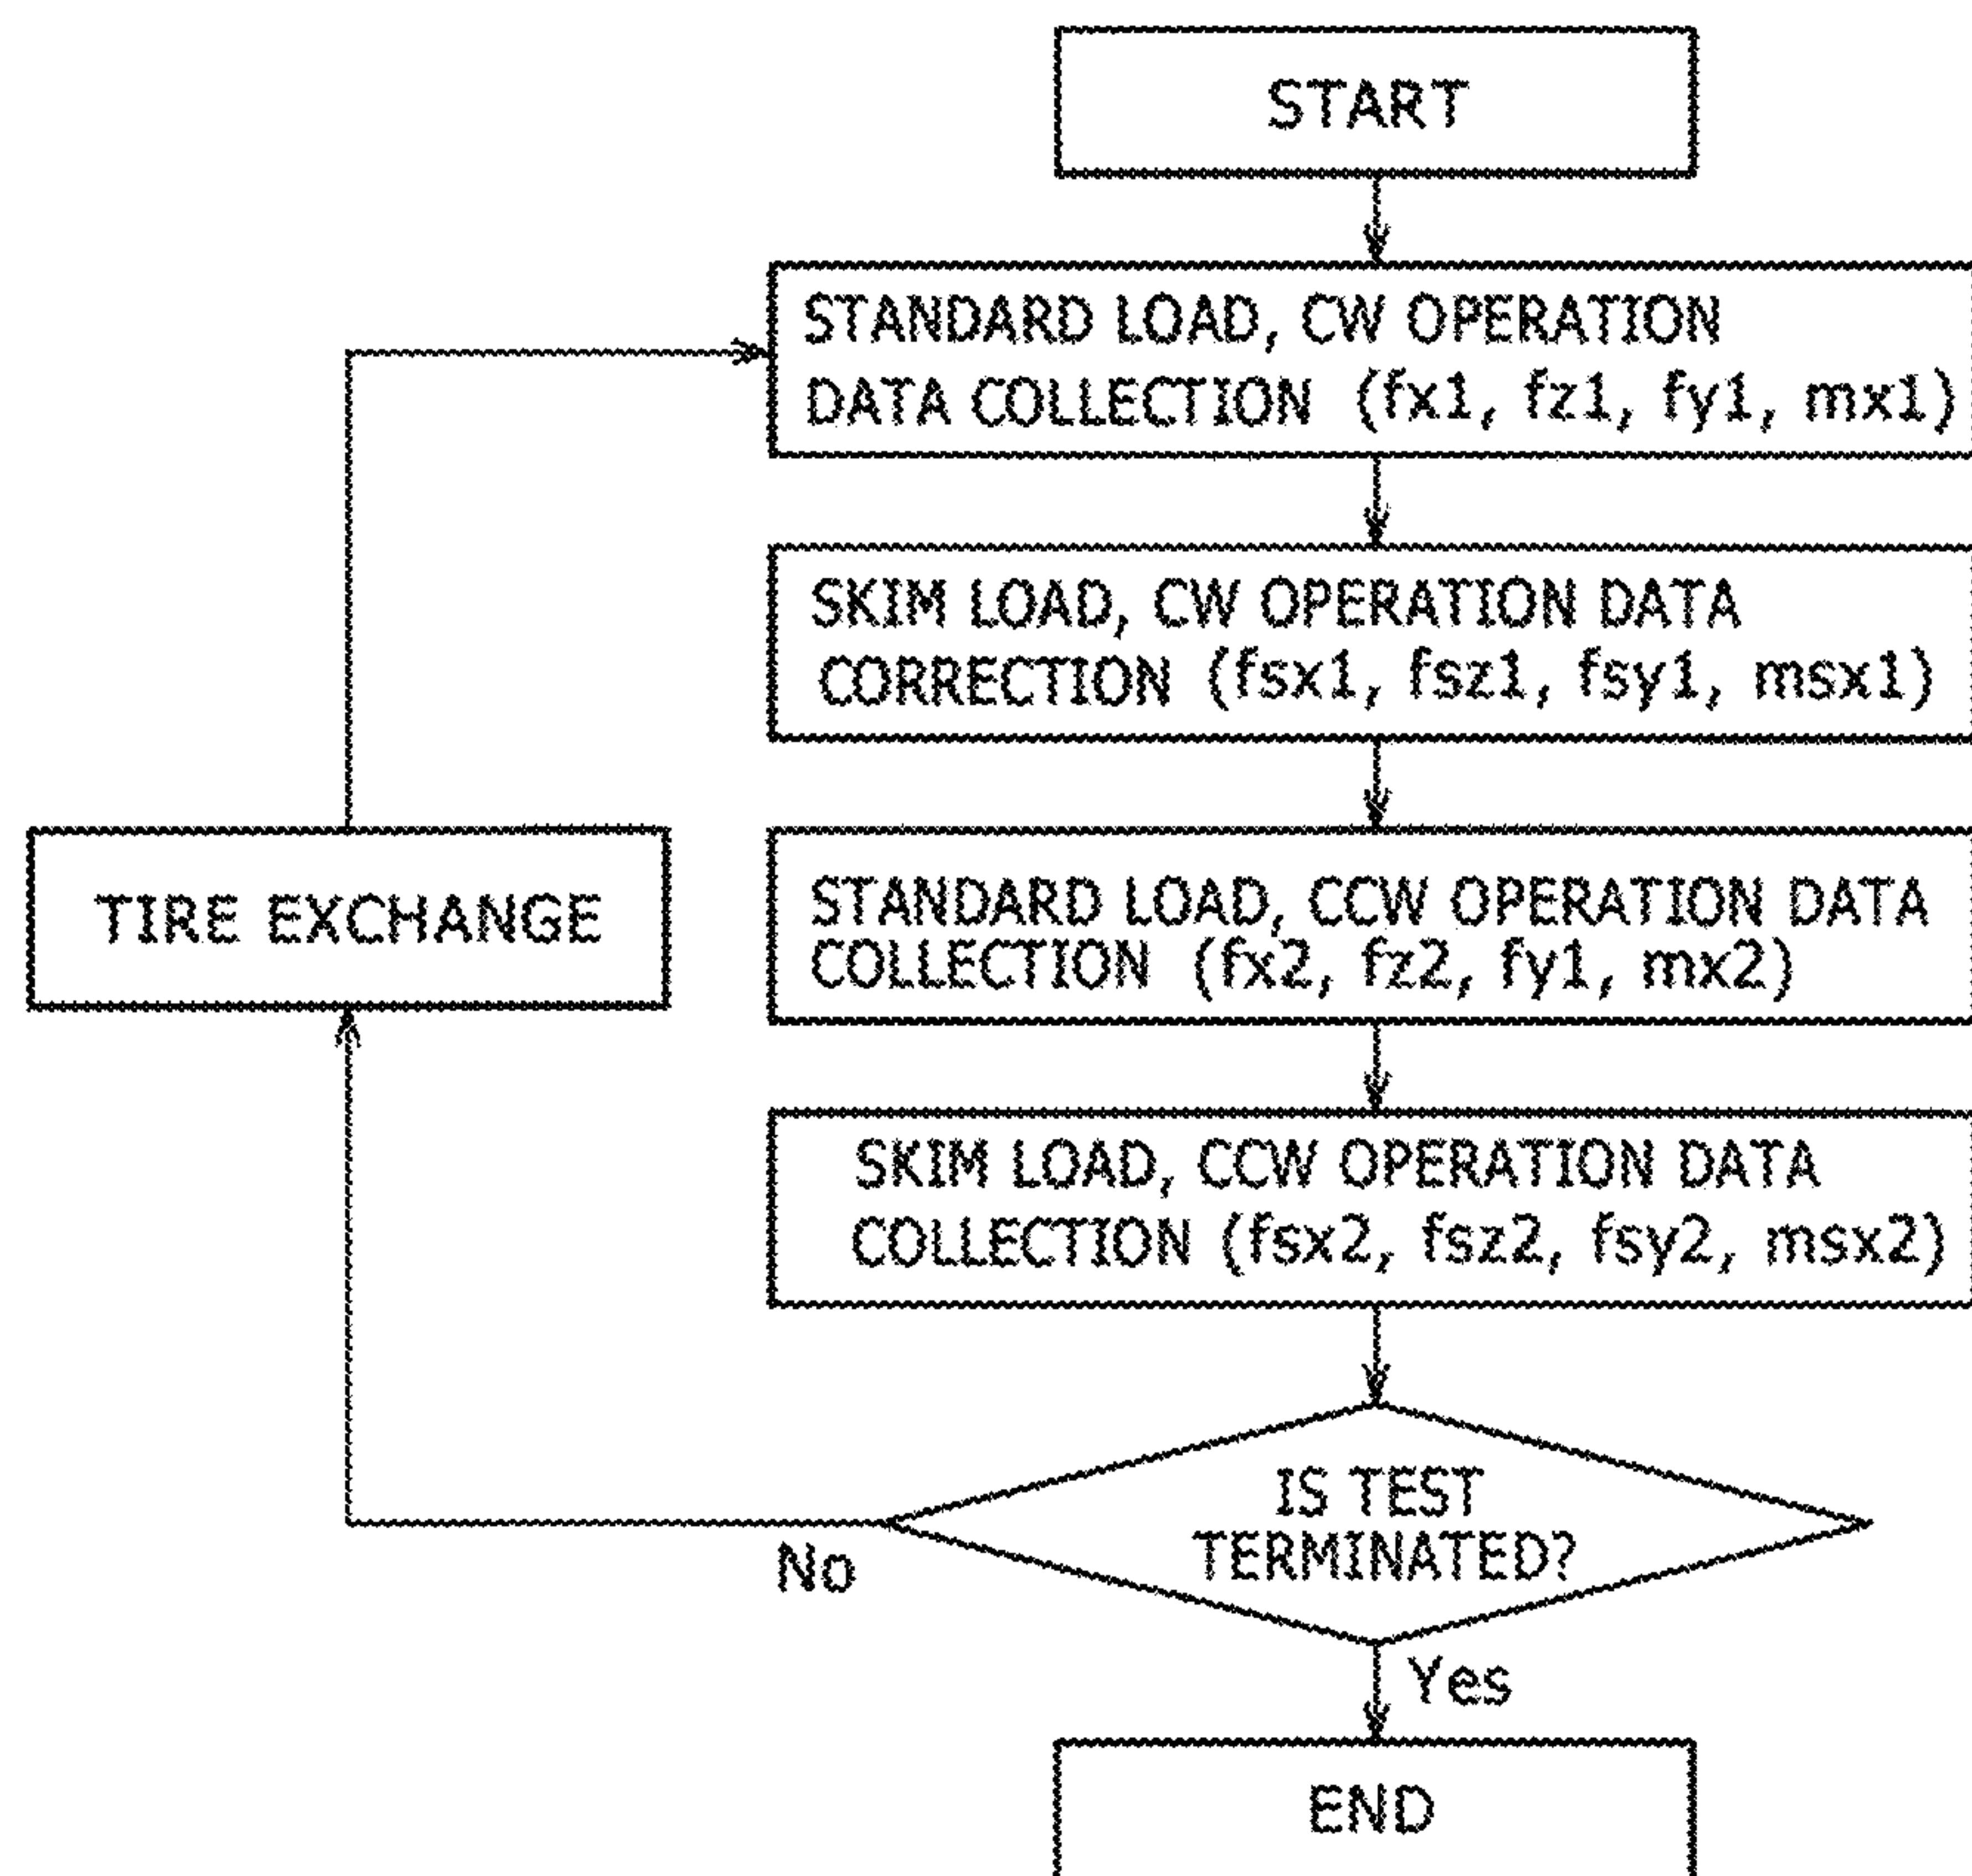 START
STANDARD LOAD, CW OPERATION
DATA COLLECTION (fx1, fz1, fy1, mx1)
SKIM LOAD, CW OPERATION DATA
CORRECTION (fsx1, fsz1, fsy1, msx1)
TIRE EXCHANGE
STANDARD LOAD, CCW OPERATION DATA
COLLECTION (fx2, fz2, fy1, mx2)
SKIM LOAD, CCW OPERATION DATA
COLLECTION (fsx2, fsz2, fsy2, msx2)
IS TEST
TERMINATED?
No
Yes
END